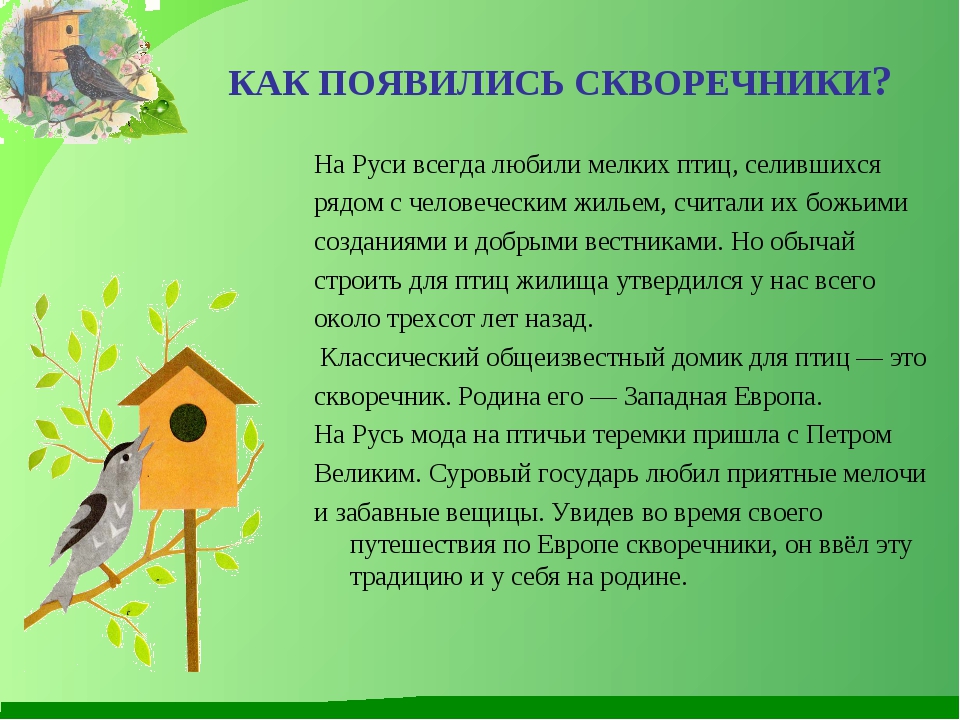 КАК ПОЯВИЛИСЬ СКВОРЕЧНИКИ?
На Руси всегда любили мелких птиц, селившихся
рядом с человеческим жильем, считали их божьими
созданиями и добрыми вестниками. Но обычай
строить для птиц жилища утвердился у нас всего
около трехсот лет назад.
Классический общеизвестный домик для птиц — это
скворечник. Родина его — Западная Европа.
На Русь мода на птичьи теремки пришла с Петром
Великим. Суровый государь любил приятные мелочи
и забавные вещицы. Увидев во время своего
путешествия по Европе скворечники, он ввёл эту
традицию и у себя на родине.